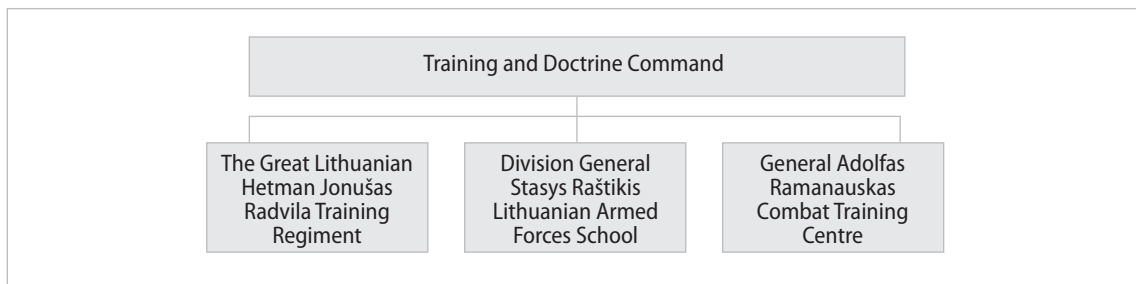 Training and Doctrine Command
The Great Lithuanian
Hetman Jonušas
Radvila Training
Regiment
Division General
Stasys Raštikis
Lithuanian Armed
Forces School
General Adolfas
Ramanauskas
Combat Training
Centre